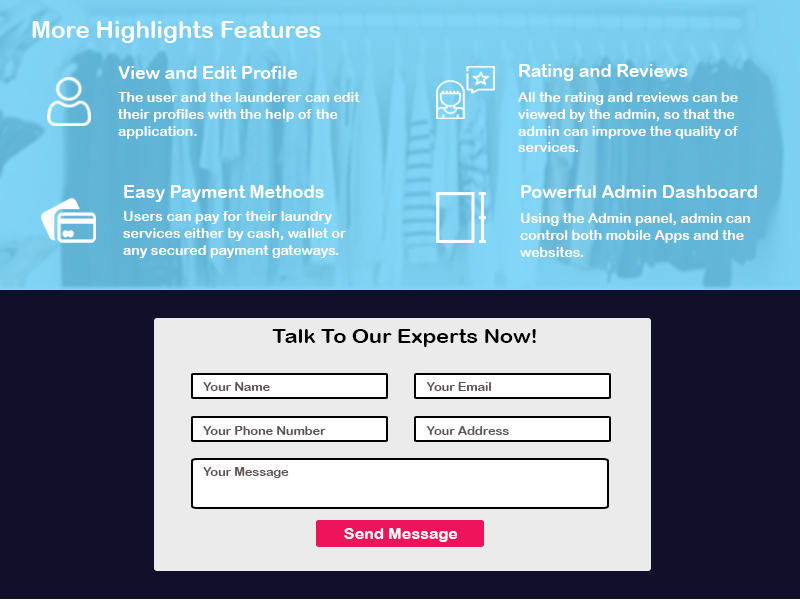 More Highlights Features
View and Edit Profile
The user and the launderer can edit
their profiles with the help of the
application.
Rating and Reviews
All the rating and reviews can be
viewed by the admin, so that the
admin can improve the quality of
services.
Easy Payment Methods
Users can pay for their laundry
services either by cash, wallet or
any secured payment gateways.
Powerful Admin Dashboard
Using the Admin panel, admin can
control both mobile Apps and the
websites.
Talk To Our Experts Now!
Your Name
Your Email
Your Phone Number
Your Address
Your Message
Send Message